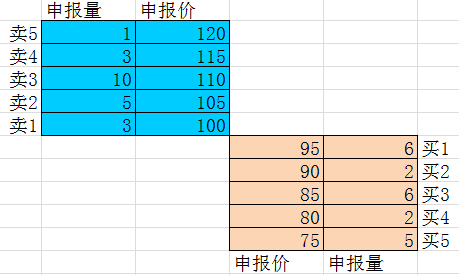 申报量 申报价
卖5 1 120
卖4 3 115
卖3 10 110
卖2 5 105
卖1 3 100
95 6 买1
90 2 买2
85 6 买3
80 2 买4
75 5 买5
申报价 申报量